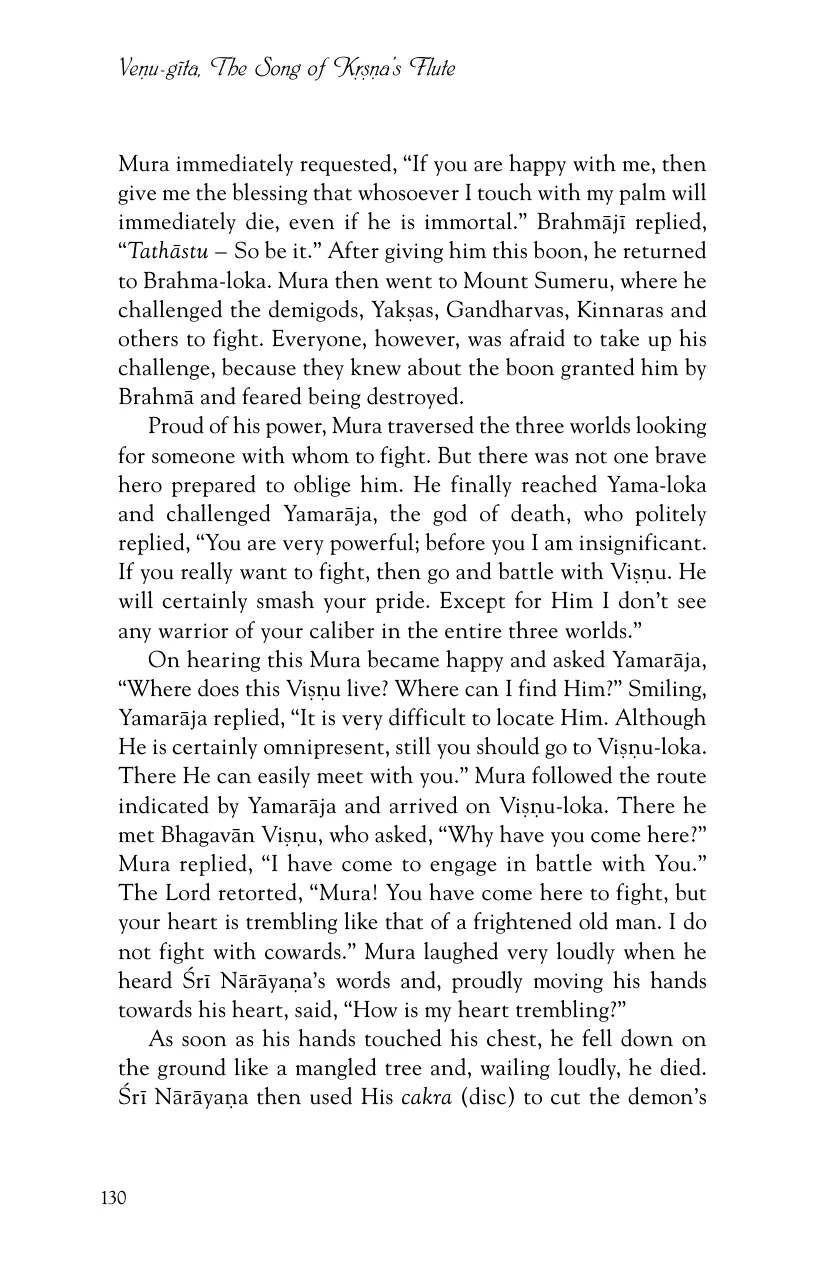 Veṇu-gīta, The Song of Kṛṣṇa's Flute
Mura immediately requested, “If you are happy with me, then
give me the blessing that whosoever I touch with my palm will
immediately die, even if he is immortal.” Brahmājī replied,
“Tathāstu – So be it.” After giving him this boon, he returned
to Brahma-loka. Mura then went to Mount Sumeru, where he
challenged the demigods, Yakṣas, Gandharvas, Kinnaras and
others to fight. Everyone, however, was afraid to take up his
challenge, because they knew about the boon granted him by
Brahmā and feared being destroyed.
Proud of his power, Mura traversed the three worlds looking
for someone with whom to fight. But there was not one brave
hero prepared to oblige him. He finally reached Yama-loka
and challenged Yamarāja, the god of death, who politely
replied, “You are very powerful; before you I am insignificant.
If you really want to fight, then go and battle with Viṣṇu. He
will certainly smash your pride. Except for Him I don’t see
any warrior of your caliber in the entire three worlds.”
On hearing this Mura became happy and asked Yamarāja,
“Where does this Viṣṇu live? Where can I find Him?” Smiling,
Yamarāja replied, “It is very difficult to locate Him. Although
He is certainly omnipresent, still you should go to Viṣṇu-loka.
There He can easily meet with you.” Mura followed the route
indicated by Yamarāja and arrived on Viṣṇu-loka. There he
met Bhagavān Viṣṇu, who asked, “Why have you come here?”
Mura replied, “I have come to engage in battle with You.”
The Lord retorted, “Mura! You have come here to fight, but
your heart is trembling like that of a frightened old man. I do
not fight with cowards.” Mura laughed very loudly when he
heard Śrī Nārāyaṇa’s words and, proudly moving his hands
towards his heart, said, “How is my heart trembling?”
As soon as his hands touched his chest, he fell down on
the ground like a mangled tree and, wailing loudly, he died.
Śrī Nārāyaṇa then used His cakra (disc) to cut the demon’s
130